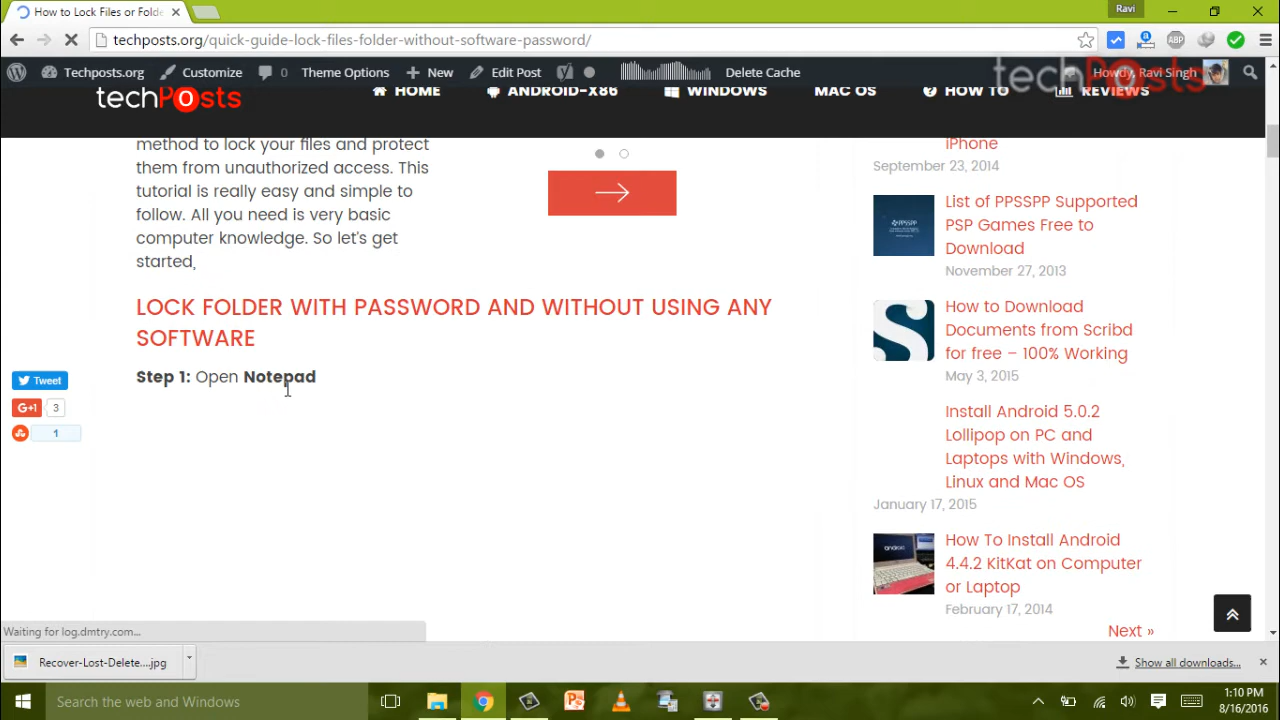 How to Lock Files or Folde
Ravi
techposts.org/quick-guide-lock-files-folder-without-software-password/
ABP
Techposts.org
Customize
0
Theme Options
New
Edit Post
Delete Cache
Howdy, Ravi Singh
techPosts
techPosts
HOME
ANDROID-X86
WINDOWS
MAC OS
HOW TO
REVIEWS
method to lock your files and protect
them from unauthorized access. This
tutorial is really easy and simple to
follow. All you need is very basic
computer knowledge. So let's get
started,
LOCK FOLDER WITH PASSWORD AND WITHOUT USING ANY
SOFTWARE
Step 1: Open Notepad
Tweet
G+1
3
1
iPhone
September 23, 2014
PPSSPP
List of PPSSPP Supported
PSP Games Free to
Download
November 27, 2013
How to Download
Documents from Scribd
for free – 100% Working
May 3, 2015
Install Android 5.0.2
Lollipop on PC and
Laptops with Windows,
Linux and Mac OS
January 17, 2015
android
How To Install Android
4.4.2 KitKat on Computer
or Laptop
February 17, 2014
Next »
Waiting for log.dmtry.com...
Recover-Lost-Delete....jpg
Show all downloads...
Search the web and Windows
1:10 PM
8/16/2016